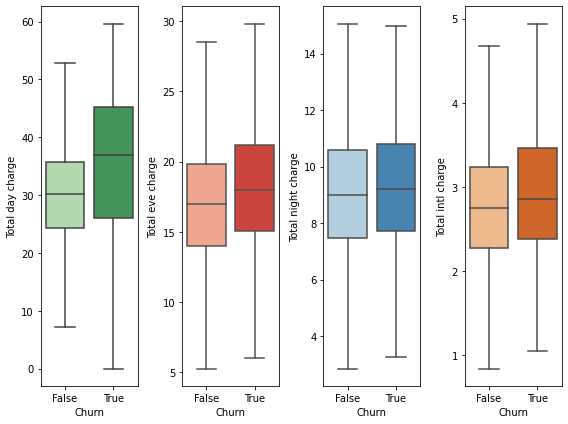 Total day charge
60
50
40
30
20
10
0
False True
Churn
Total eve charge
30
25
20
15
10
5
False True
Churn
Total night charge
14
12
10
8
6
4
False True
Churn
Total intl charge
5
4
3
2
1
False True
Churn